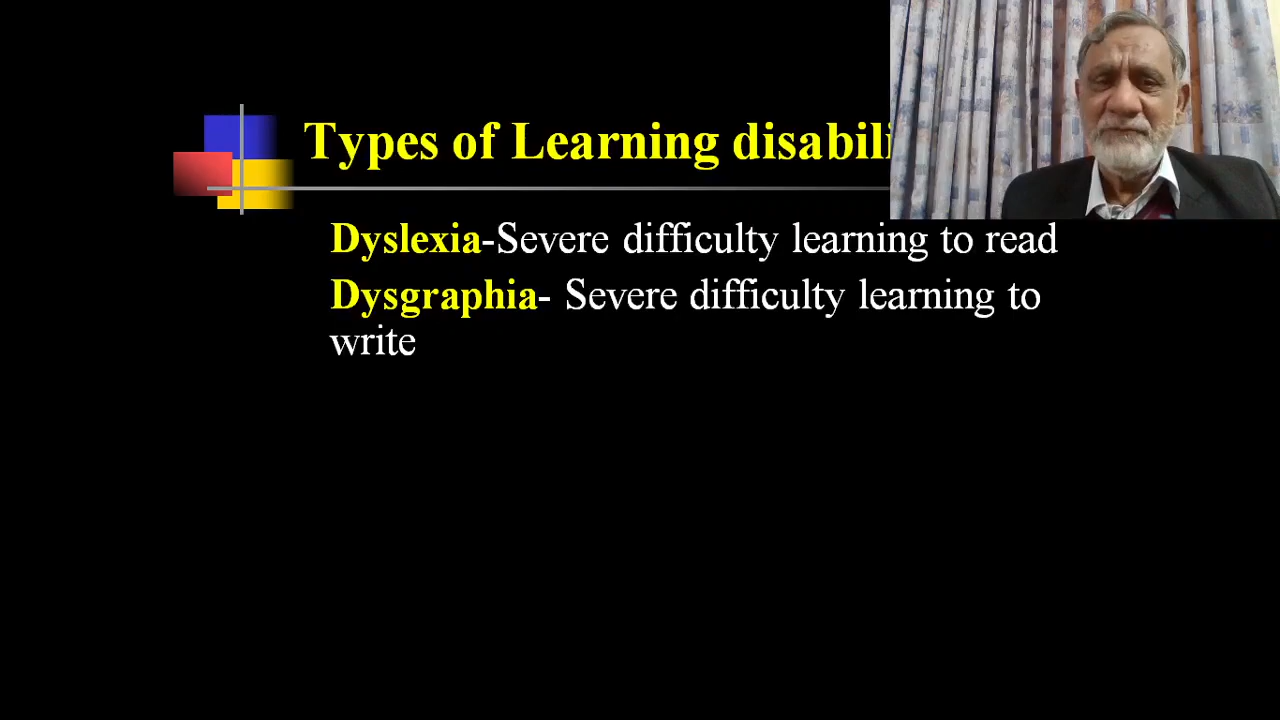 Types of Learning disabili
Dyslexia-Severe difficulty learning to read
Dysgraphia- Severe difficulty learning to
write